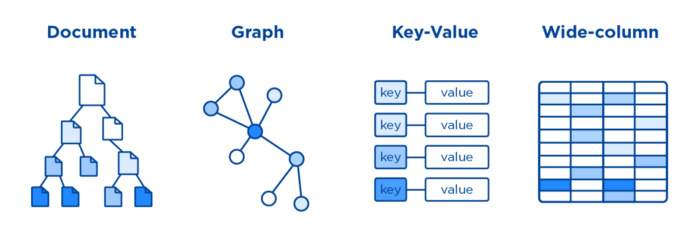 Document
Graph
Key-Value
Wide-column
key value
key value
key value
key value